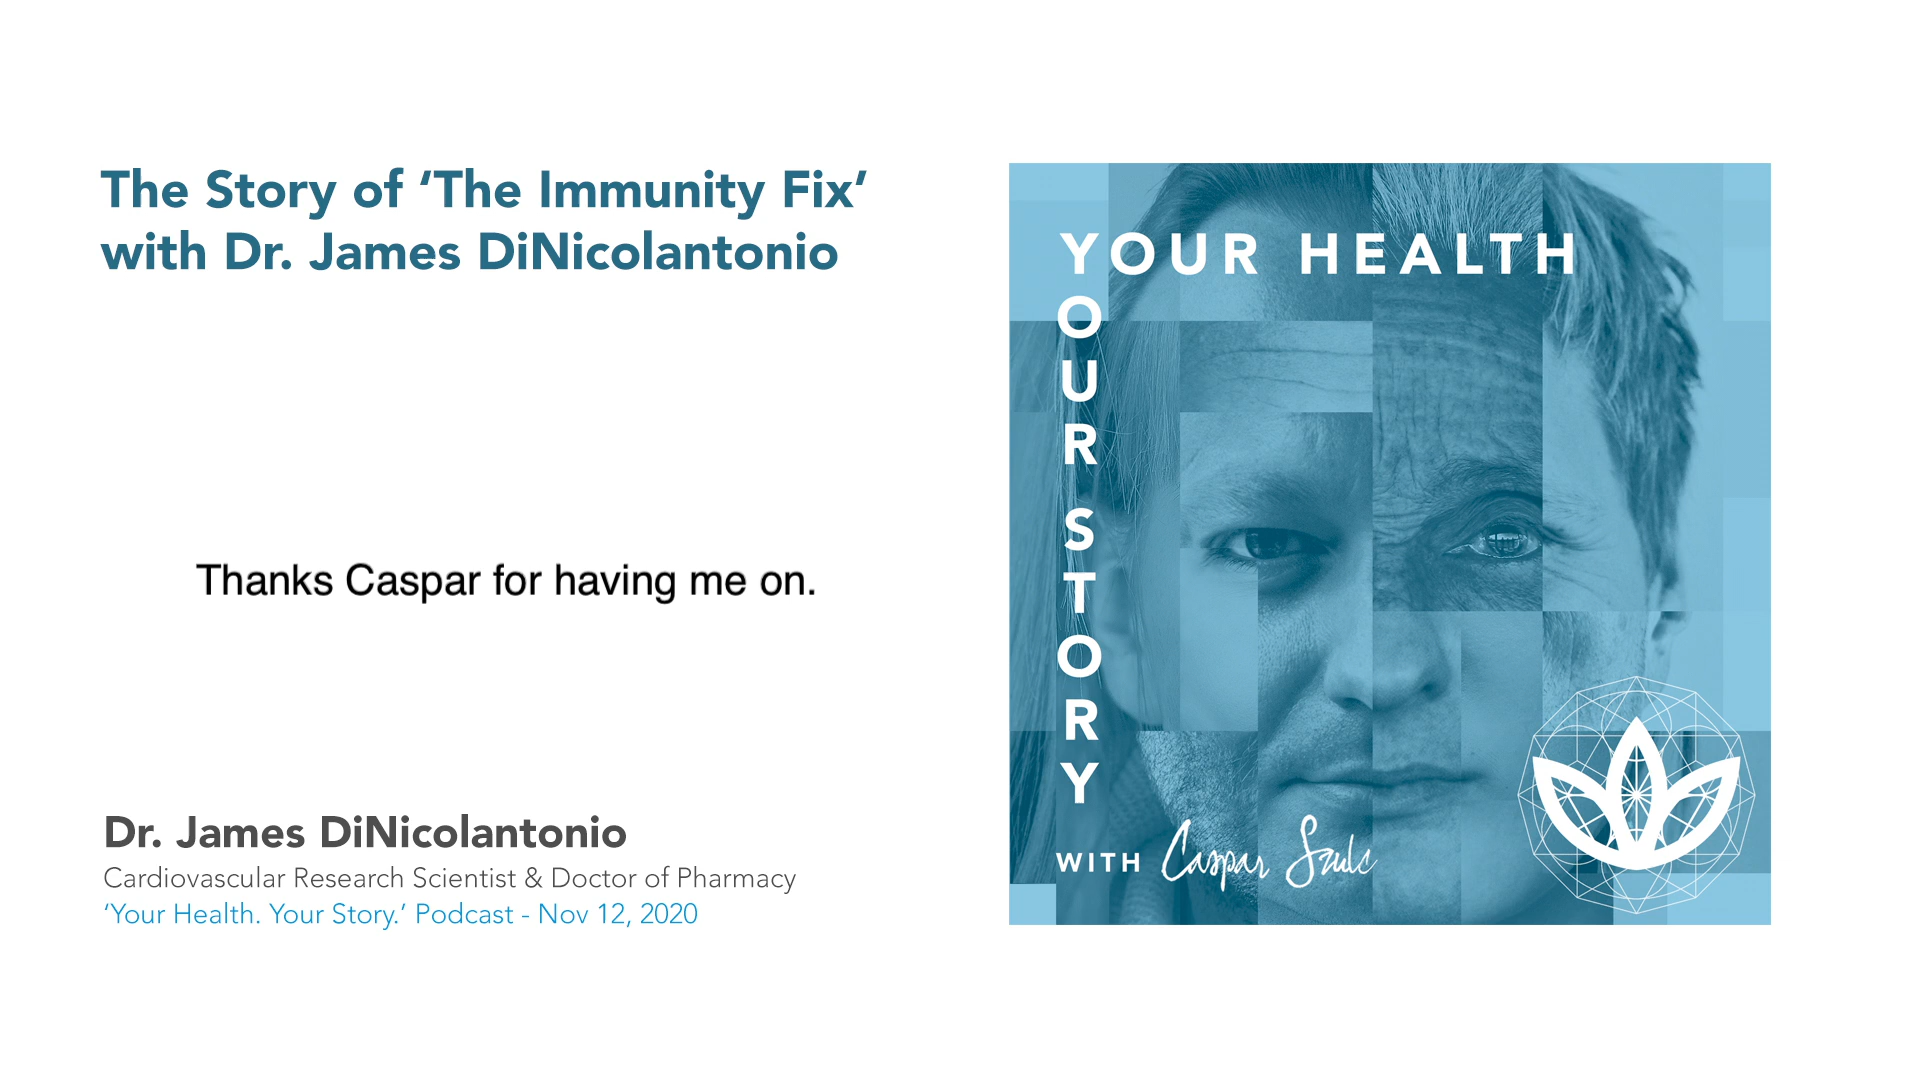 The Story of ‘The Immunity Fix’
with Dr. James DiNicolantonio
Thanks Caspar for having me on.
Dr. James DiNicolantonio
Cardiovascular Research Scientist & Doctor of Pharmacy
‘Your Health. Your Story.’ Podcast - Nov 12, 2020
YOUR HEALTH
YOUR STORY
WITH Caspar Szulc